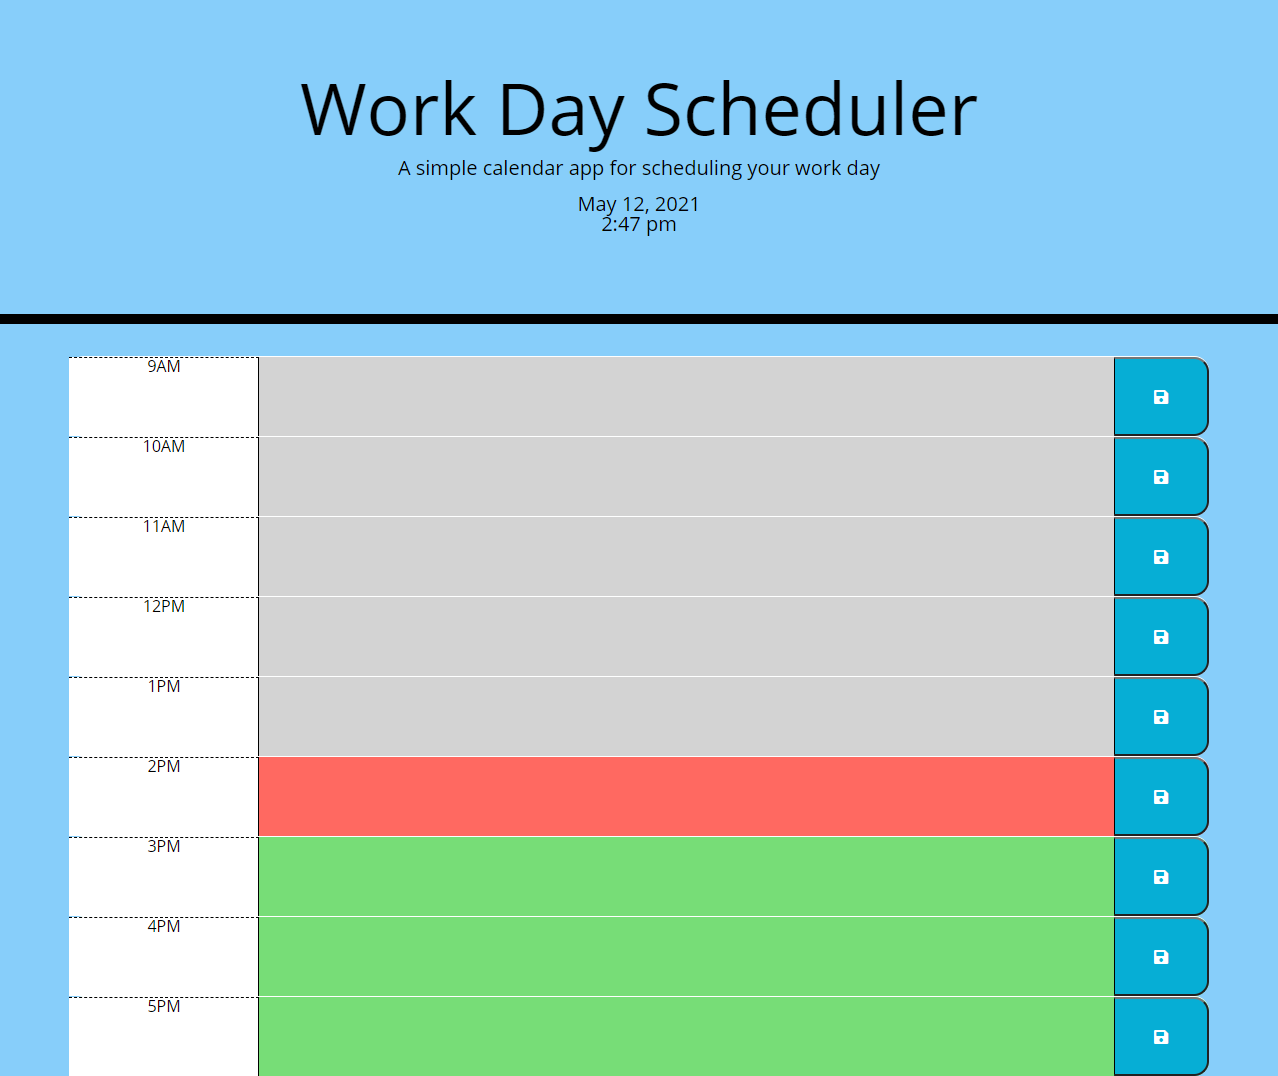 Work Day Scheduler
A simple calendar app for scheduling your work day
May 12, 2021
2:47 pm
9AM
10AM
11AM
12PM
1PM
2PM
3PM
4PM
5PM